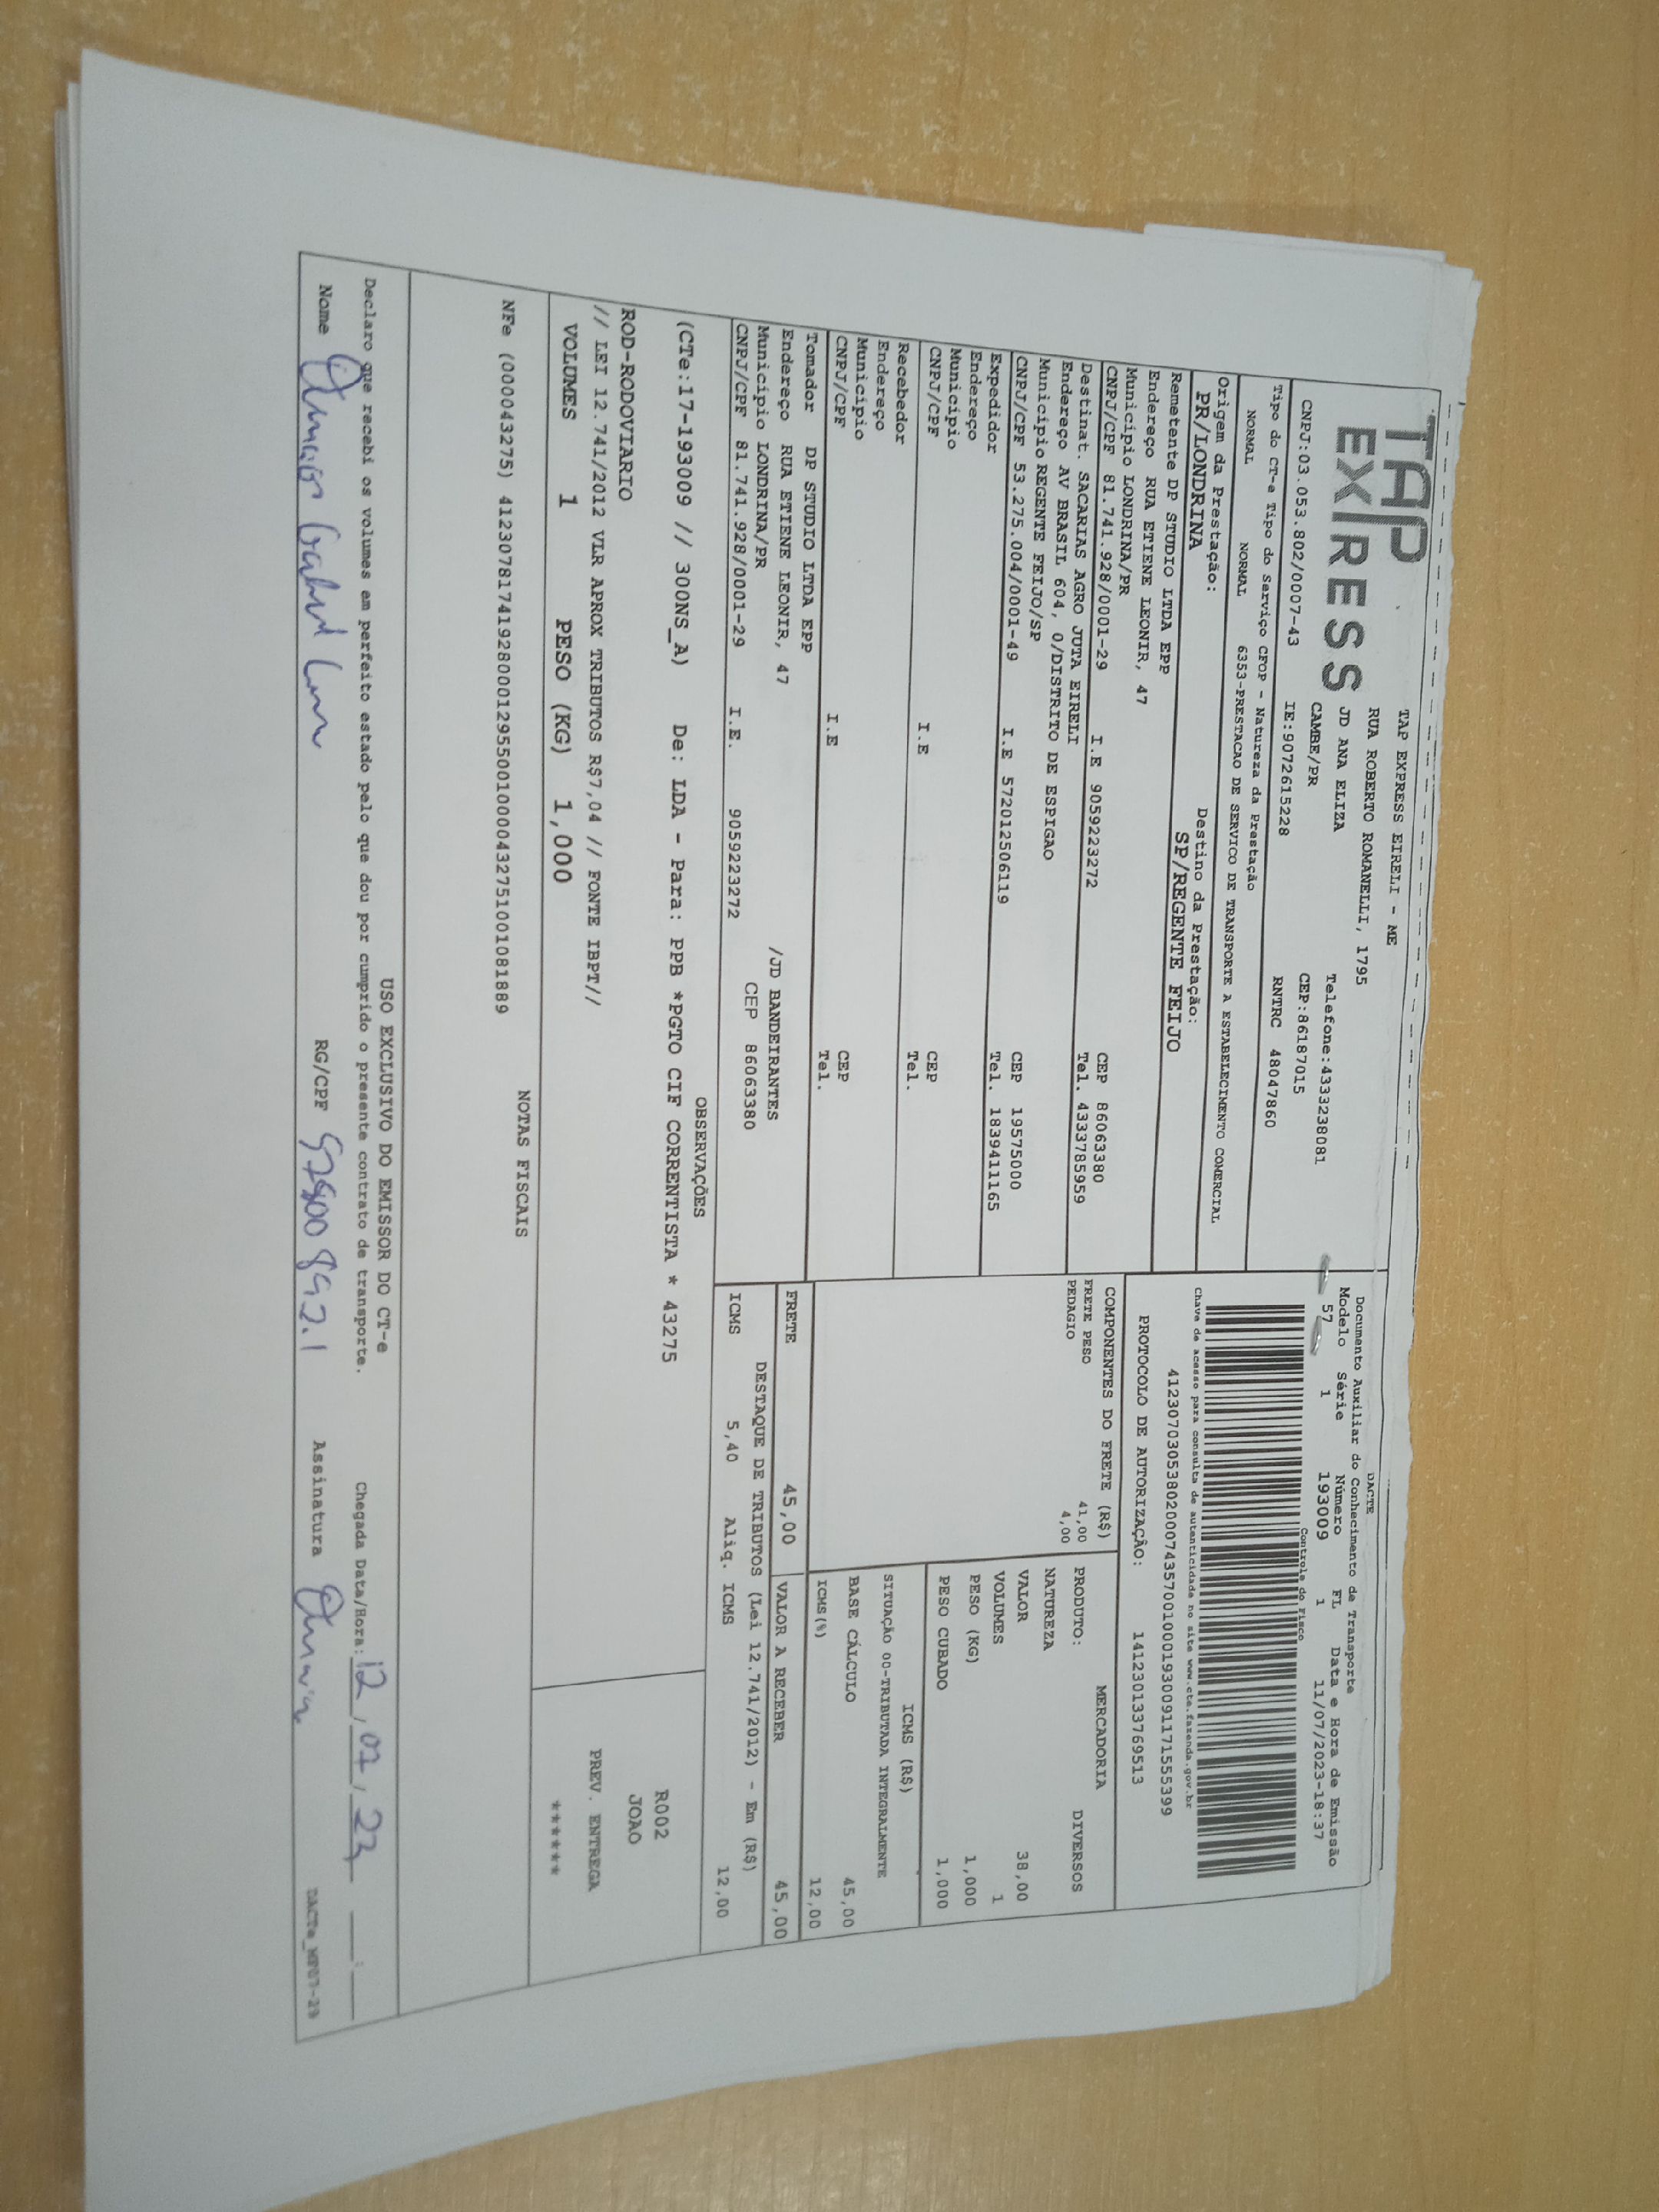 TAP EXPRESS
TAP EXPRESS EIRELI - ME
RUA ROBERTO ROMANELLI, 1795
JD ANA ELIZA
Telefone:4333238081
CAMBE/PR
CEP:86187015
CNPJ:03.053.802/0007-43 IE:9072615228 RNTRC 48047860
Tipo do CT-e Tipo do Serviço CFOP - Natureza da Prestação
NORMAL NORMAL 6353-PRESTACAO DE SERVICO DE TRANSPORTE A ESTABELECIMENTO COMERCIAL
Origem da Prestação: Destino da Prestação:
PR/LONDRINA SP/REGENTE FEIJO
DACTE
Documento Auxiliar do Conhecimento de Transporte
Modelo Série Número FL Data e Hora de Emissão
57 1 193009 1 11/07/2023-18:37
Controle do Fisco
Chave de acesso para consulta de autenticidade no site www.cte.fazenda.gov.br
41230703053802000743570010001930091171555399
PROTOCOLO DE AUTORIZAÇÃO: 141230133769513
Remetente DP STUDIO LTDA EPP
Endereço RUA ETIENE LEONIR, 47
Município LONDRINA/PR CEP 86063380
CNPJ/CPF 81.741.928/0001-29 I.E 9059223272 Tel. 4333785959
Destinat. SACARIAS AGRO JUTA EIRELI
Endereço AV BRASIL 604, 0/DISTRITO DE ESPIGAO
Município REGENTE FEIJO/SP CEP 19575000
CNPJ/CPF 53.275.004/0001-49 I.E 572012506119 Tel. 1839411165
Expedidor
Endereço
Município CEP
CNPJ/CPF I.E Tel.
Recebedor
Endereço
Município CEP
CNPJ/CPF I.E Tel.
Tomador DP STUDIO LTDA EPP
Endereço RUA ETIENE LEONIR, 47 /JD BANDEIRANTES
Município LONDRINA/PR CEP 86063380
CNPJ/CPF 81.741.928/0001-29 I.E. 9059223272
COMPONENTES DO FRETE (R$)
FRETE PESO 41,00
PEDAGIO 4,00
MERCADORIA
PRODUTO: DIVERSOS
NATUREZA
VALOR 38,00
VOLUMES 1
PESO (KG) 1,000
PESO CUBADO 1,000
ICMS (R$)
SITUAÇÃO 00-TRIBUTADA INTEGRALMENTE
BASE CÁLCULO 45,00
ICMS(%) 12,00
FRETE 45,00 VALOR A RECEBER 45,00
DESTAQUE DE TRIBUTOS (Lei 12.741/2012) - Em (R$)
ICMS 5,40 Aliq. ICMS 12,00
OBSERVAÇÕES
(CTe:17-193009 // 300NS_A) De: LDA - Para: PPB *PGTO CIF CORRENTISTA * 43275
R002
JOAO
ROD-RODOVIARIO
// LEI 12.741/2012 VLR APROX TRIBUTOS R$7,04 // FONTE IBPT//
VOLUMES 1 PESO (KG) 1,000
PREV. ENTREGA
******
NOTAS FISCAIS
NFe (000043275) 41230781741928000129550010000432751001081889
USO EXCLUSIVO DO EMISSOR DO CT-e
Declaro que recebi os volumes em perfeito estado pelo que dou por cumprido o presente contrato de transporte. Chegada Data/Hora: 12/07/23 __:__
Nome RG/CPF Assinatura